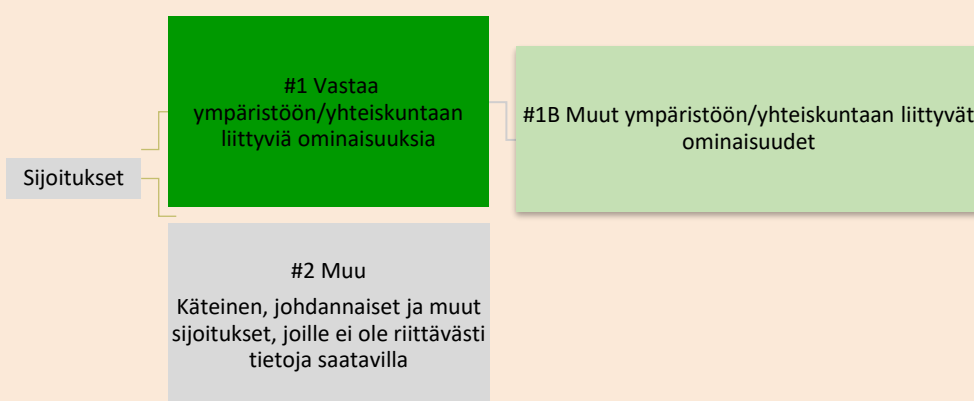 #1 Vastaa
ympäristöön/yhteiskuntaan
liittyviä ominaisuuksia
#1B Muut ympäristöön/yhteiskuntaan liittyvät
ominaisuudet
Sijoitukset
#2 Muu
Käteinen, johdannaiset ja muut
sijoitukset, joille ei ole riittävästi
tietoja saatavilla